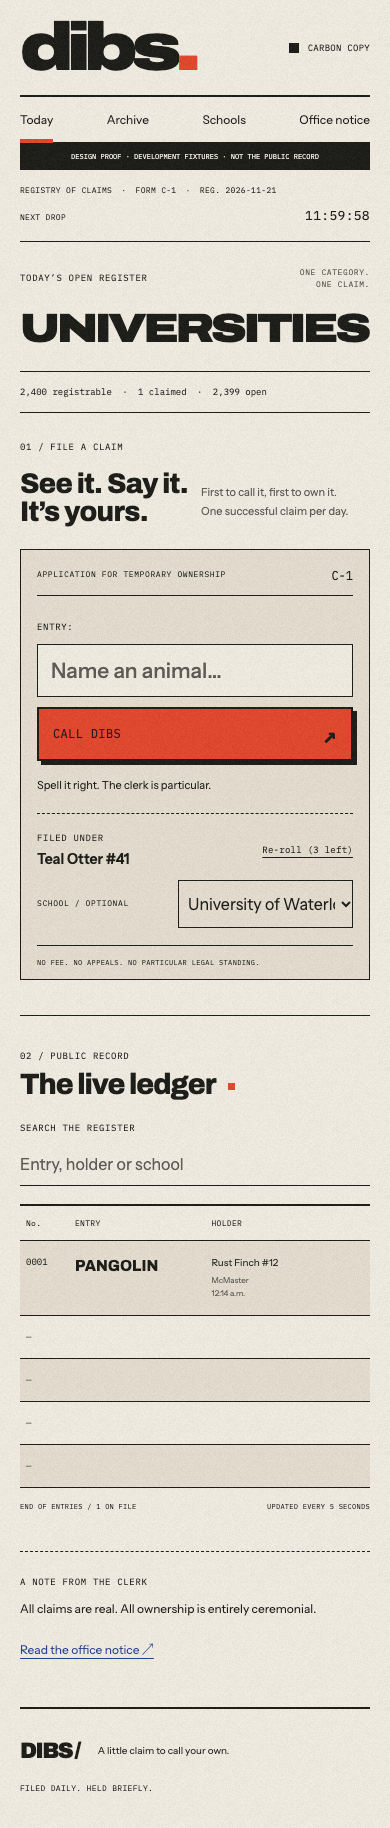 dibs.
CARBON COPY
Today Archive Schools Office notice
DESIGN PROOF · DEVELOPMENT FIXTURES · NOT THE PUBLIC RECORD
REGISTRY OF CLAIMS · FORM C-1 · REG. 2026-11-21
NEXT DROP 11:59:58
TODAY’S OPEN REGISTER
ONE CATEGORY.
ONE CLAIM.
UNIVERSITIES
2,400 registrable · 1 claimed · 2,399 open
01 / FILE A CLAIM
See it. Say it.
It’s yours.
First to call it, first to own it.
One successful claim per day.
APPLICATION FOR TEMPORARY OWNERSHIP C-1
ENTRY:
Name an animal…
CALL DIBS ↗
Spell it right. The clerk is particular.
FILED UNDER
Teal Otter #41
Re-roll (3 left)
SCHOOL / OPTIONAL
University of Waterl
NO FEE. NO APPEALS. NO PARTICULAR LEGAL STANDING.
02 / PUBLIC RECORD
The live ledger
SEARCH THE REGISTER
Entry, holder or school
No. ENTRY HOLDER
0001 PANGOLIN Rust Finch #12
McMaster
12:14 a.m.
—
—
—
—
END OF ENTRIES / 1 ON FILE UPDATED EVERY 5 SECONDS
A NOTE FROM THE CLERK
All claims are real. All ownership is entirely ceremonial.
Read the office notice ↗
DIBS/ A little claim to call your own.
FILED DAILY. HELD BRIEFLY.